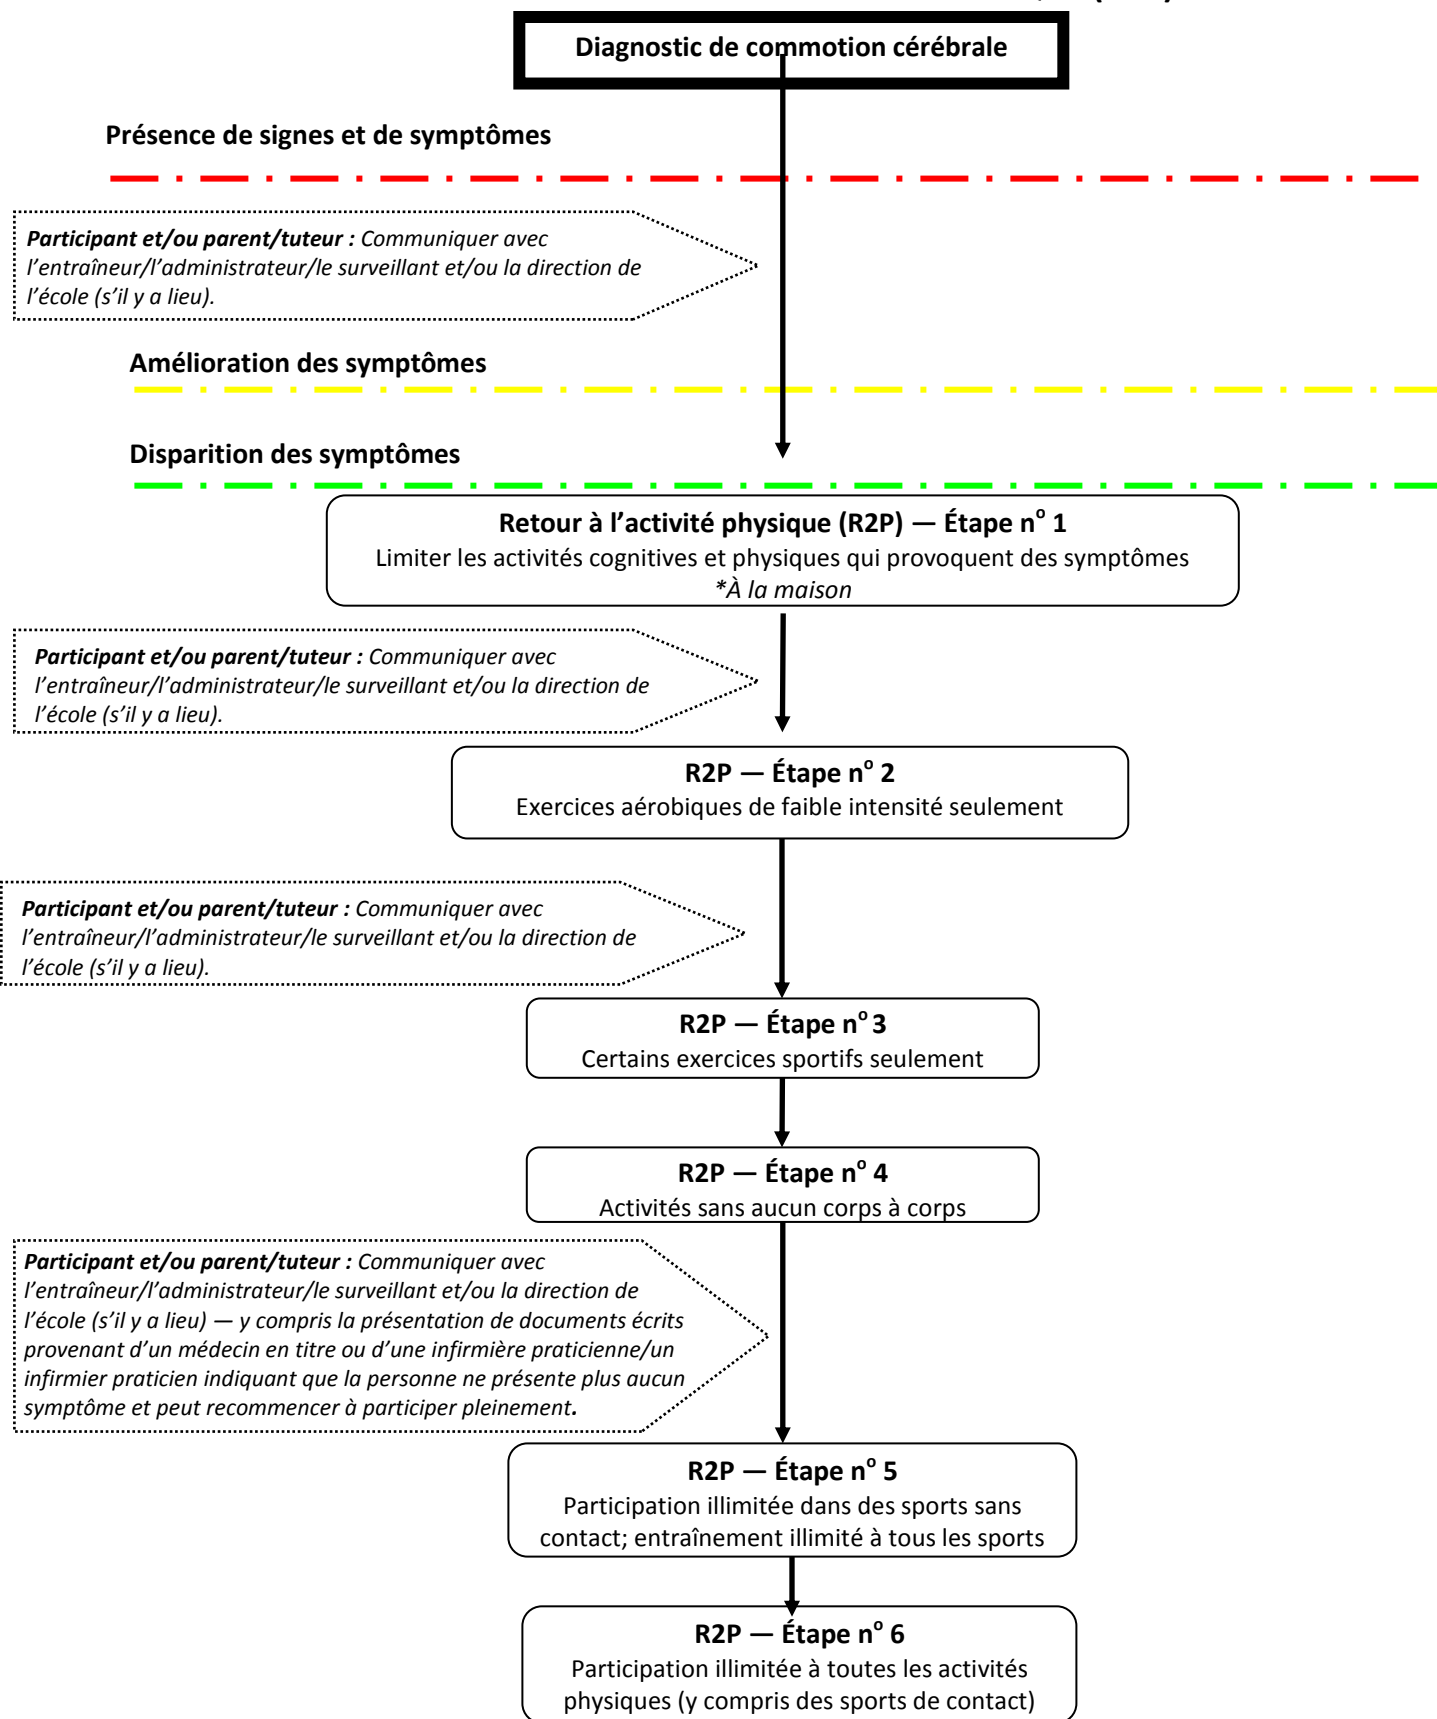 Diagnostic de commotion cérébrale
Présence de signes et de symptômes
Participant et/ou parent/tuteur : Communiquer avec
l’entraîneur/l’administrateur/le surveillant et/ou la direction de
l’école (s’il y a lieu).
Amélioration des symptômes
Disparition des symptômes
Retour à l’activité physique (R2P) — Étape nº 1
Limiter les activités cognitives et physiques qui provoquent des symptômes
*À la maison
Participant et/ou parent/tuteur : Communiquer avec
l’entraîneur/l’administrateur/le surveillant et/ou la direction de
l’école (s’il y a lieu).
R2P — Étape nº 2
Exercices aérobiques de faible intensité seulement
Participant et/ou parent/tuteur : Communiquer avec
l’entraîneur/l’administrateur/le surveillant et/ou la direction de
l’école (s’il y a lieu).
R2P — Étape nº 3
Certains exercices sportifs seulement
R2P — Étape nº 4
Activités sans aucun corps à corps
Participant et/ou parent/tuteur : Communiquer avec
l’entraîneur/l’administrateur/le surveillant et/ou la direction de
l’école (s’il y a lieu) — y compris la présentation de documents écrits
provenant d’un médecin en titre ou d’une infirmière praticienne/un
infirmier praticien indiquant que la personne ne présente plus aucun
symptôme et peut recommencer à participer pleinement.
R2P — Étape nº 5
Participation illimitée dans des sports sans
contact; entraînement illimité à tous les sports
R2P — Étape nº 6
Participation illimitée à toutes les activités
physiques (y compris des sports de contact)